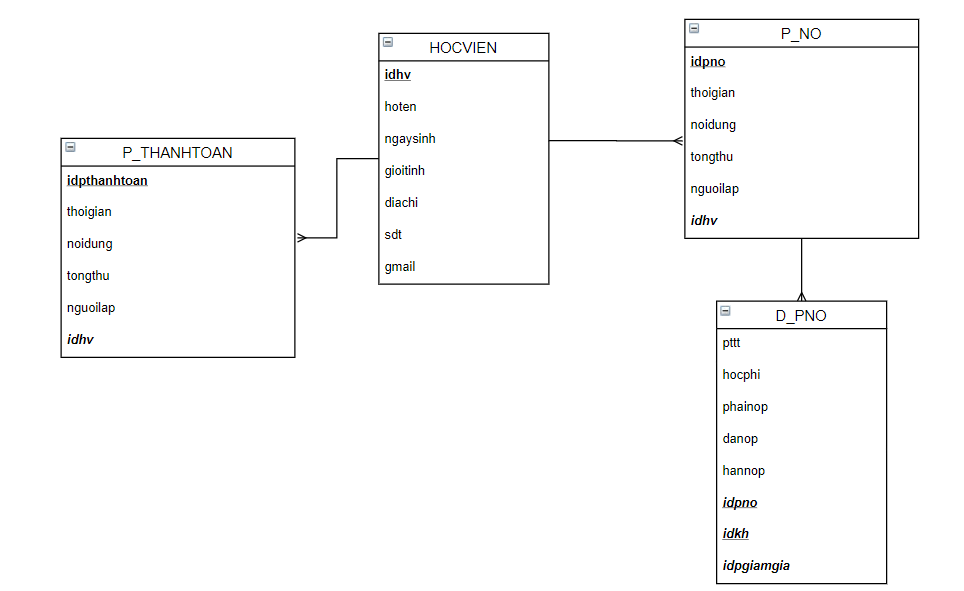 P_THANHTOAN
idpthanhtoan
thoigian
noidung
tongthu
nguoilap
idhv
HOCVIEN
idhv
hoten
ngaysinh
gioitinh
diachi
sdt
gmail
P_NO
idpno
thoigian
noidung
tongthu
nguoilap
idhv
D_PNO
pttt
hocphi
phainop
danop
hannop
idpno
idkh
idpgiamgia